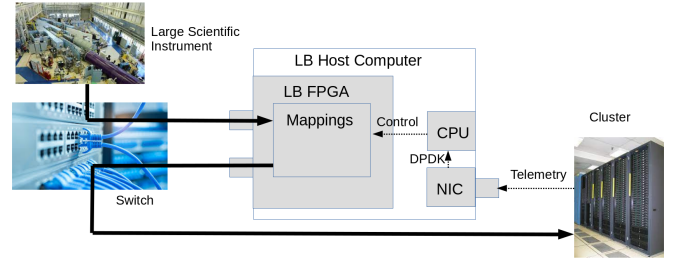 Large Scientific
Instrument
LB Host Computer
LB FPGA
Mappings
Control
CPU
Cluster
DPDK
NIC
Telemetry
Switch